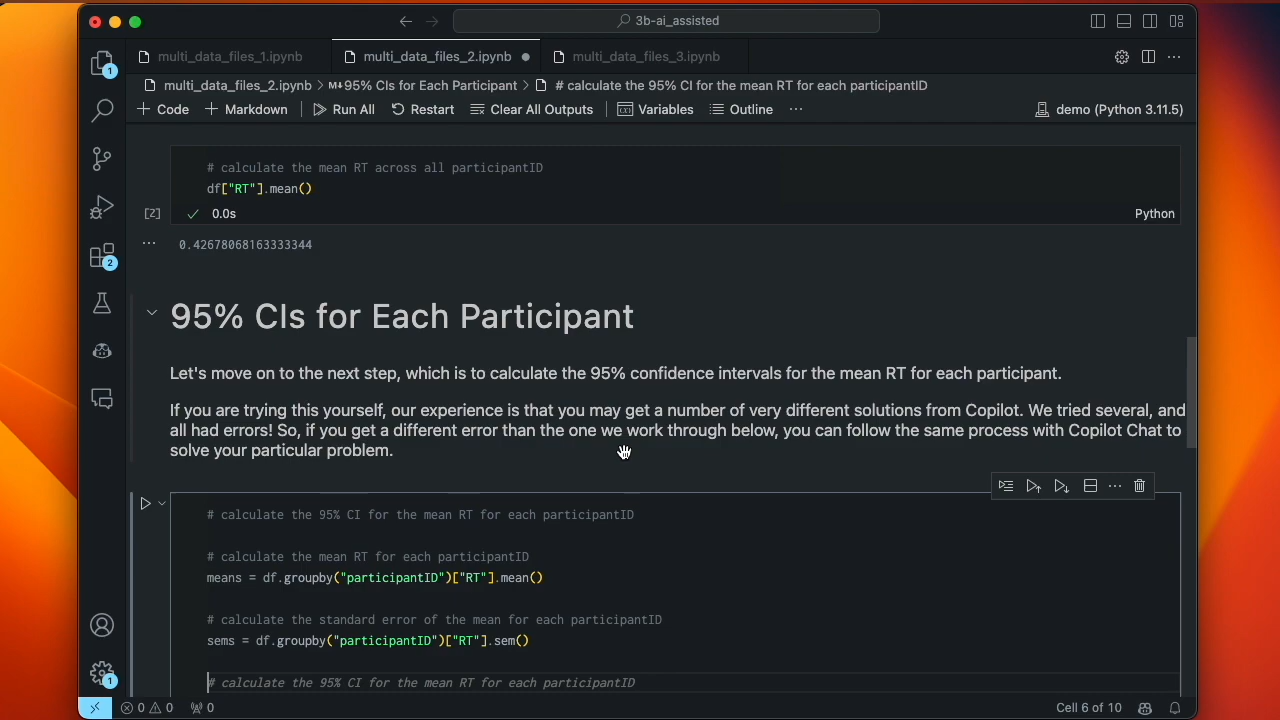 3b-ai_assisted
multi_data_files_1.ipynb
multi_data_files_2.ipynb
multi_data_files_3.ipynb
multi_data_files_2.ipynb > M↓95% CIs for Each Participant > # calculate the 95% CI for the mean RT for each participantID
+ Code + Markdown Run All Restart Clear All Outputs Variables Outline ... demo (Python 3.11.5)
# calculate the mean RT across all participantID
df["RT"].mean()
[2] ✓ 0.0s Python
... 0.42678068163333344
95% CIs for Each Participant
Let's move on to the next step, which is to calculate the 95% confidence intervals for the mean RT for each participant.
If you are trying this yourself, our experience is that you may get a number of very different solutions from Copilot. We tried several, and
all had errors! So, if you get a different error than the one we work through below, you can follow the same process with Copilot Chat to
solve your particular problem.
# calculate the 95% CI for the mean RT for each participantID
# calculate the mean RT for each participantID
means = df.groupby("participantID")["RT"].mean()
# calculate the standard error of the mean for each participantID
sems = df.groupby("participantID")["RT"].sem()
# calculate the 95% CI for the mean RT for each participantID
1
2
1
0 0 0 Cell 6 of 10